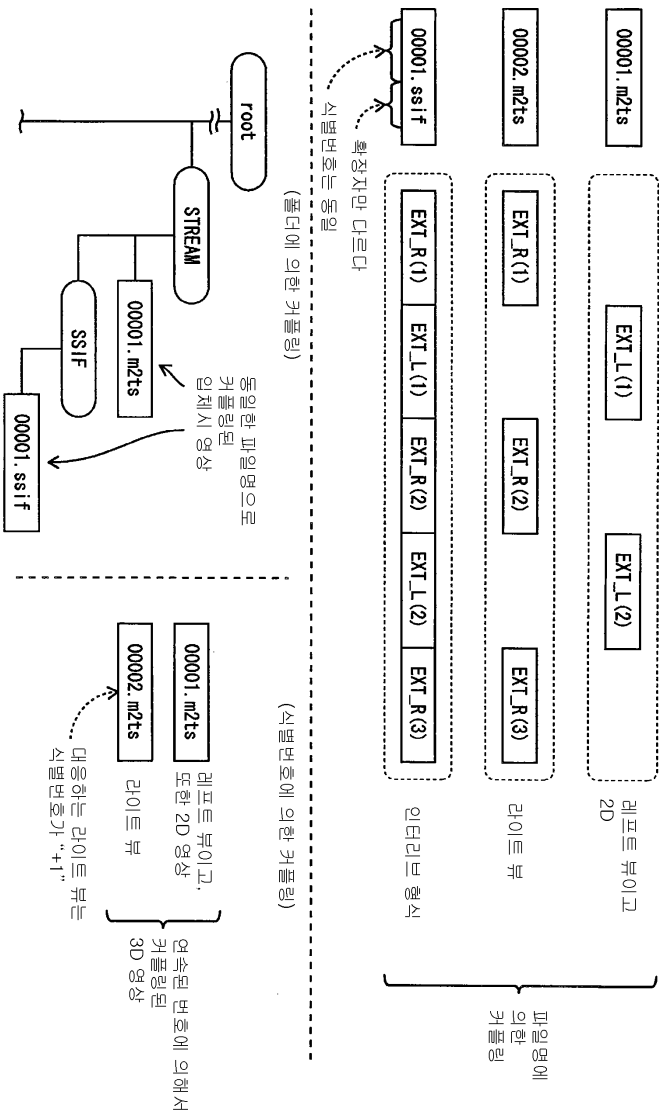 00001.m2ts
EXT_L(1)
EXT_L(2)
레프트 뷰이고
2D
00002.m2ts
EXT_R(1)
EXT_R(2)
EXT_R(3)
라이트 뷰
00001.ssif
EXT_R(1)
EXT_L(1)
EXT_R(2)
EXT_L(2)
EXT_R(3)
인터리브 형식
파일명에
의한
커플링
확장자만 다르다
식별번호는 동일
(폴더에 의한 커플링)
root
STREAM
00001.m2ts
SSIF
00001.ssif
동일한 파일명으로
커플링된
입체시 영상
(식별번호에 의한 커플링)
00001.m2ts
레프트 뷰이고,
또한 2D 영상
00002.m2ts
라이트 뷰
대응하는 라이트 뷰는
식별번호가 "+1"
연속된 번호에 의해서
커플링된
3D 영상